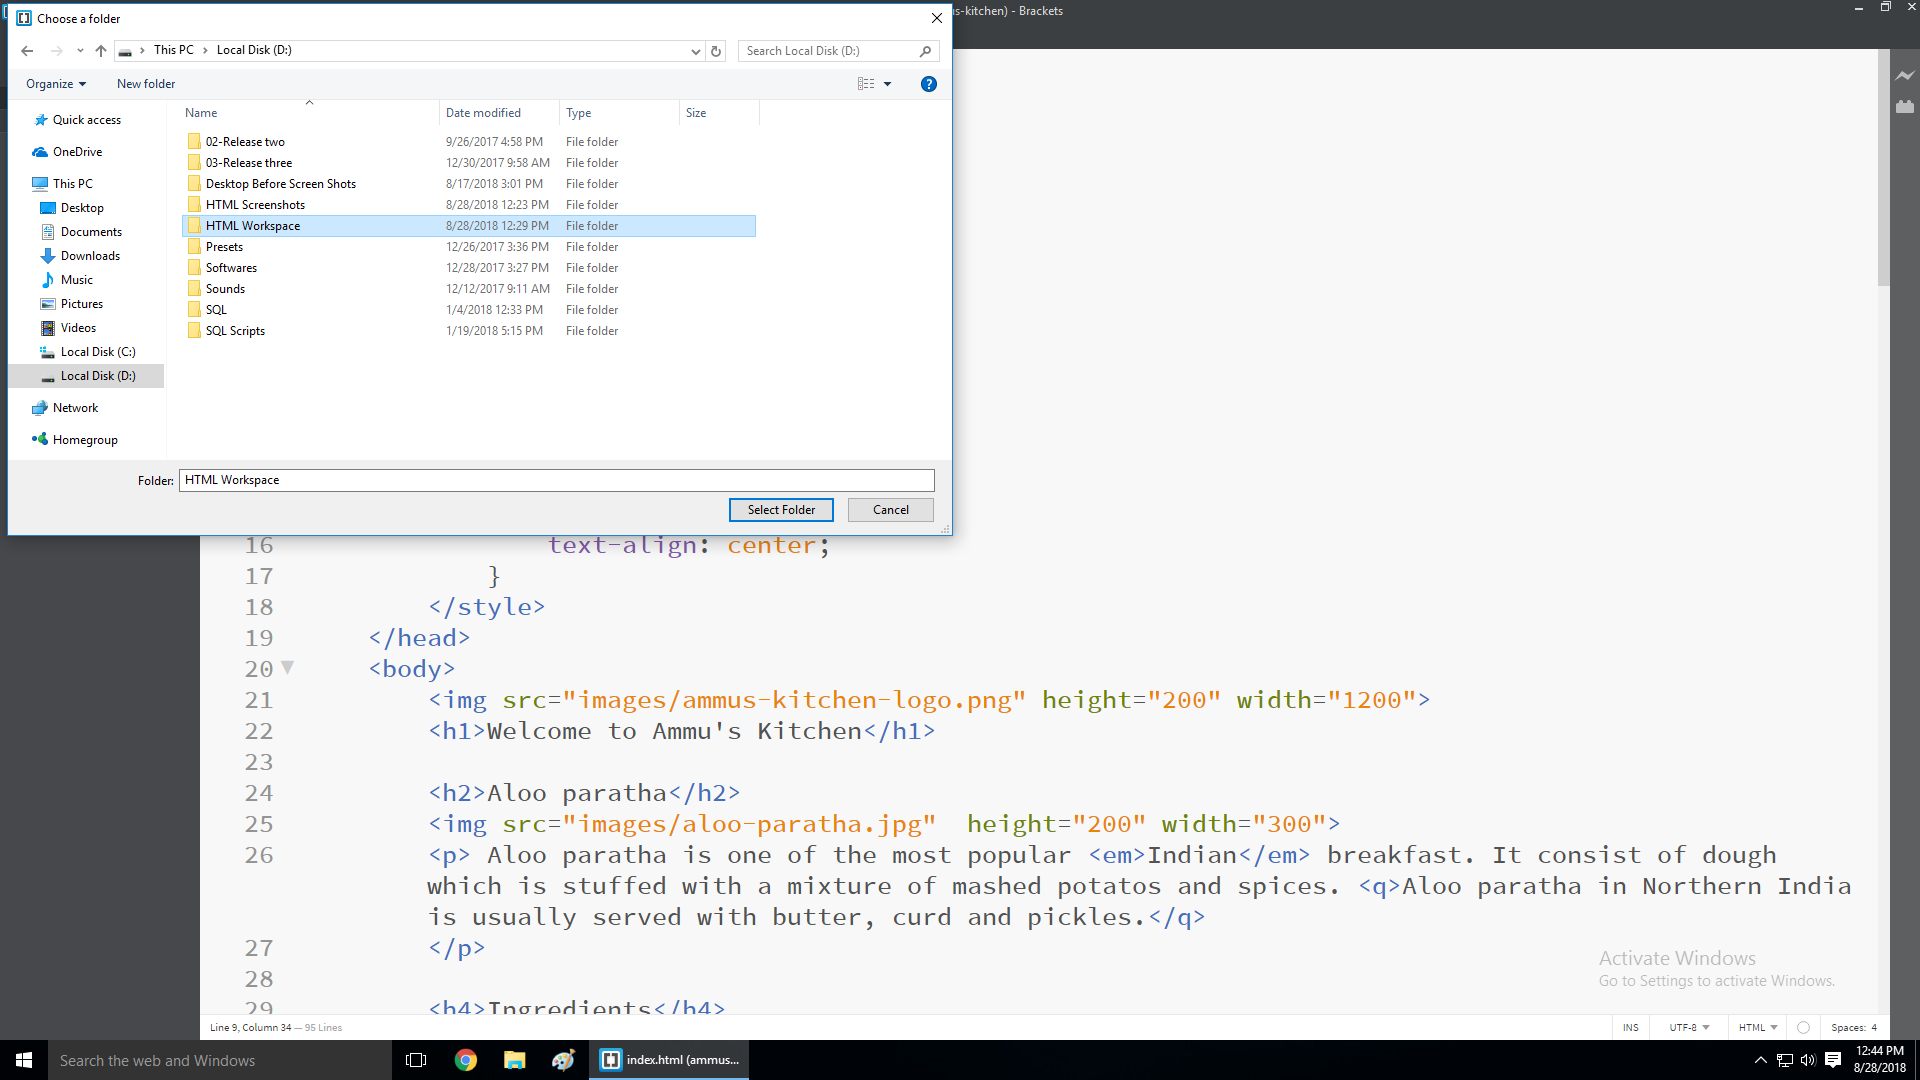 Choose a folder
us-kitchen) - Brackets
This PC > Local Disk (D:)
Search Local Disk (D:)
Organize
New folder
Name Date modified Type Size
Quick access
OneDrive
This PC
Desktop
Documents
Downloads
Music
Pictures
Videos
Local Disk (C:)
Local Disk (D:)
Network
Homegroup
02-Release two 9/26/2017 4:58 PM File folder
03-Release three 12/30/2017 9:58 AM File folder
Desktop Before Screen Shots 8/17/2018 3:01 PM File folder
HTML Screenshots 8/28/2018 12:23 PM File folder
HTML Workspace 8/28/2018 12:29 PM File folder
Presets 12/26/2017 3:36 PM File folder
Softwares 12/28/2017 3:27 PM File folder
Sounds 12/12/2017 9:11 AM File folder
SQL 1/4/2018 12:33 PM File folder
SQL Scripts 1/19/2018 5:15 PM File folder
Folder: HTML Workspace
Select Folder Cancel
16 text-align: center;
17 }
18 </style>
19 </head>
20 <body>
21 <img src="images/ammus-kitchen-logo.png" height="200" width="1200">
22 <h1>Welcome to Ammu's Kitchen</h1>
23
24 <h2>Aloo paratha</h2>
25 <img src="images/aloo-paratha.jpg"  height="200" width="300">
26 <p> Aloo paratha is one of the most popular <em>Indian</em> breakfast. It consist of dough
which is stuffed with a mixture of mashed potatos and spices. <q>Aloo paratha in Northern India
is usually served with butter, curd and pickles.</q>
27 </p>
28
29 <h4>Ingredients</h4>
Activate Windows
Go to Settings to activate Windows.
Line 9, Column 34 — 95 Lines
INS UTF-8 HTML Spaces: 4
Search the web and Windows
index.html (ammus...
12:44 PM
8/28/2018